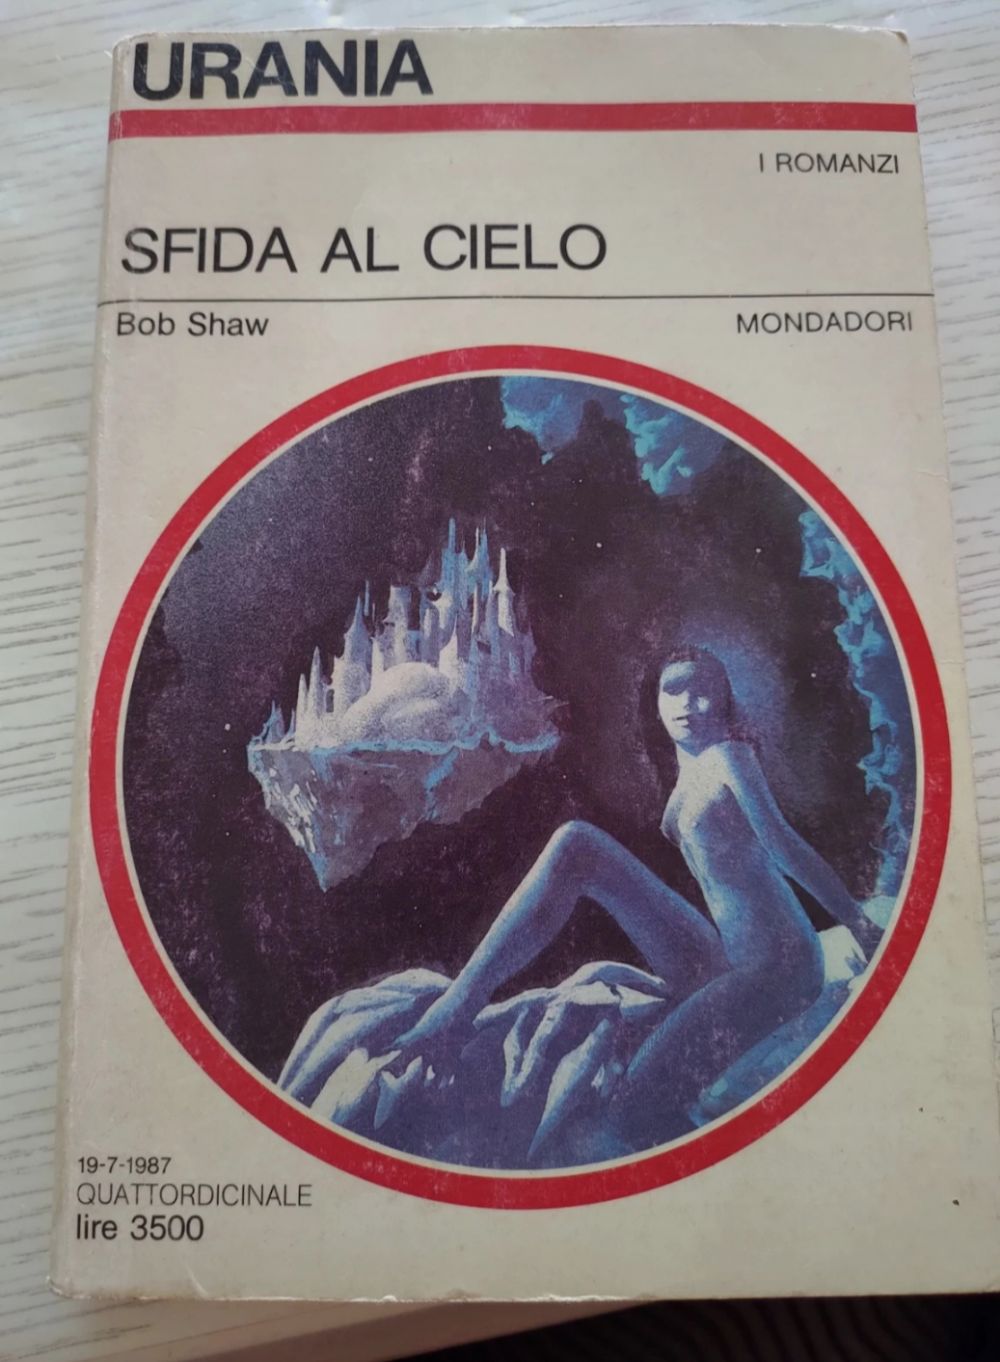 URANIA
I ROMANZI
SFIDA AL CIELO
Bob Shaw
MONDADORI
19-7-1987
QUATTORDICINALE
lire 3500